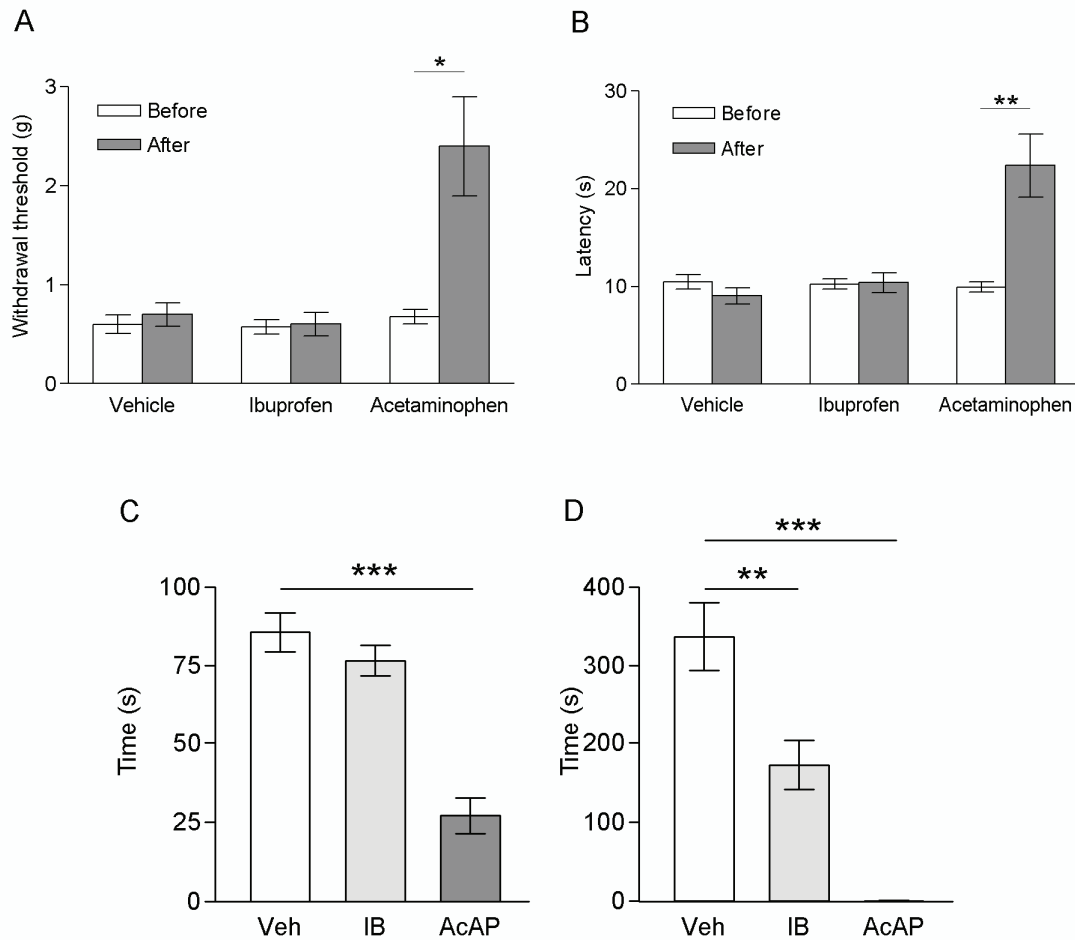 A
Withdrawal threshold (g)
3
2
1
0
Before
After
*
Vehicle Ibuprofen Acetaminophen
B
Latency (s)
30
20
10
0
Before
After
**
Vehicle Ibuprofen Acetaminophen
C
Time (s)
100
75
50
25
0
***
Veh IB AcAP
D
Time (s)
400
300
200
100
0
***
**
Veh IB AcAP